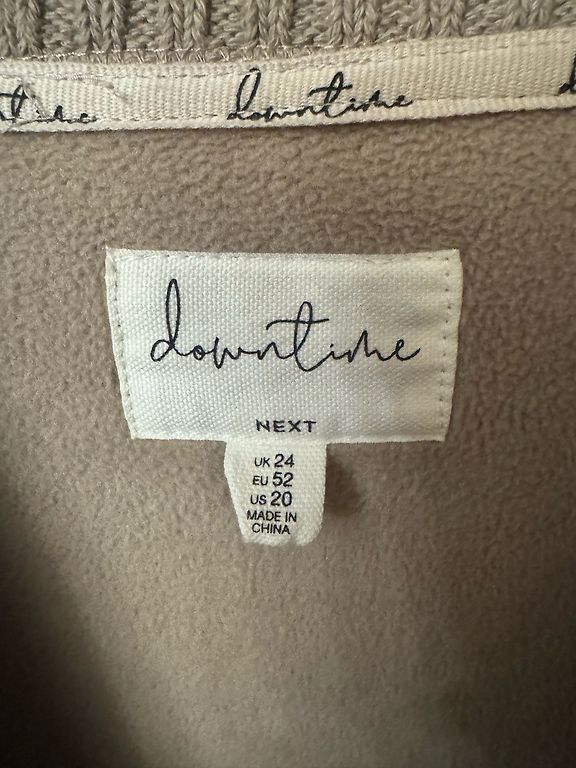 downtime
downtime
NEXT
UK 24
EU 52
US 20
MADE IN
CHINA